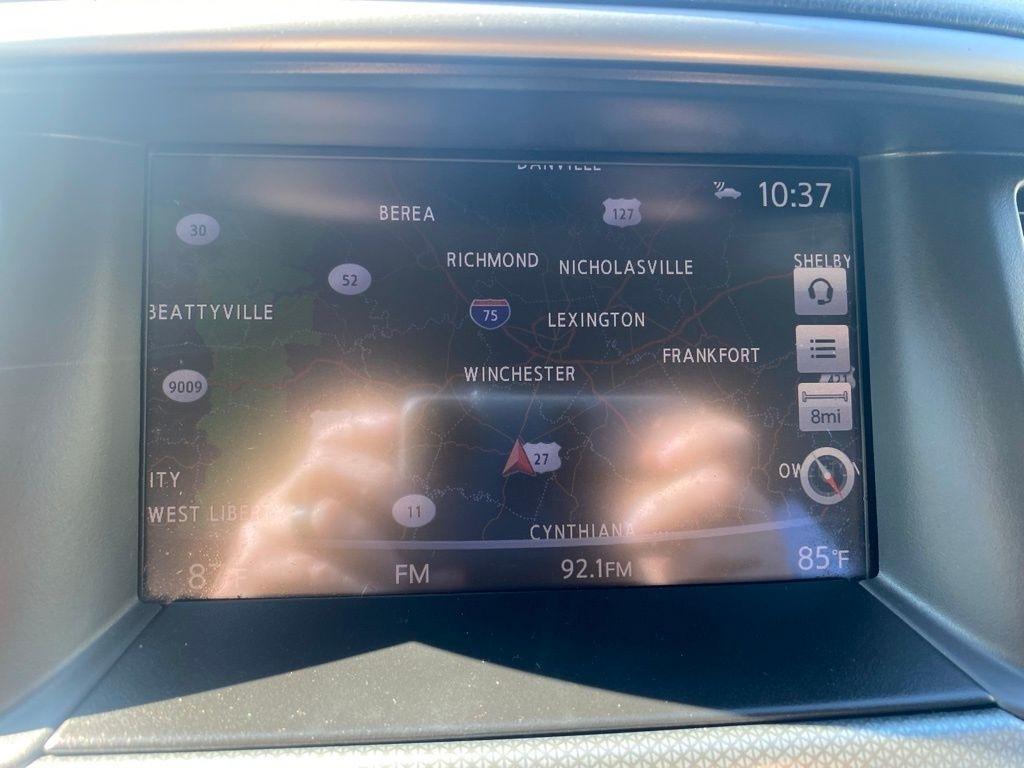 DANVILLE
10:37
BEREA
127
30
RICHMOND
NICHOLASVILLE
SHELBY
52
BEATTYVILLE
75
LEXINGTON
FRANKFORT
WINCHESTER
9009
8mi
27
ITY
WEST LIBERT
11
CYNTHIANA
FM
92.1FM
85°F